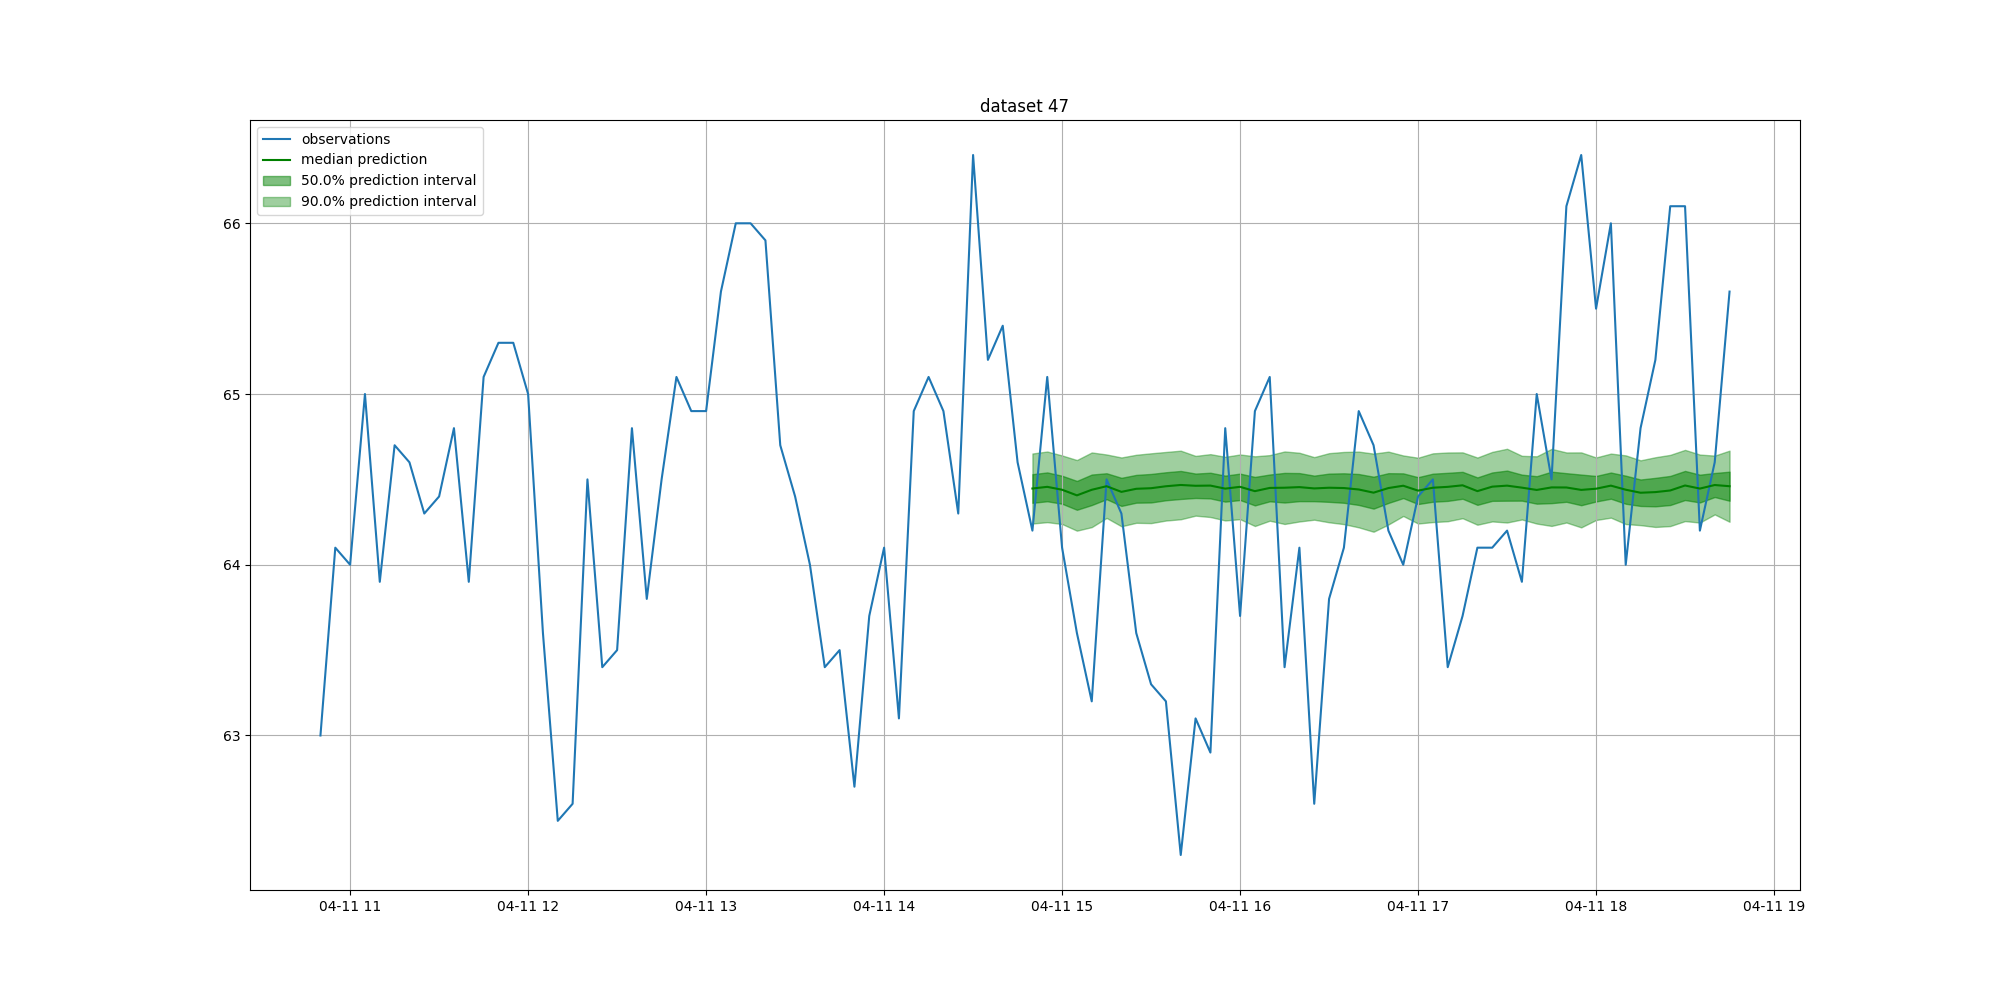 dataset 47
observations
median prediction
50.0% prediction interval
90.0% prediction interval
66
65
64
63
04-11 11
04-11 12
04-11 13
04-11 14
04-11 15
04-11 16
04-11 17
04-11 18
04-11 19